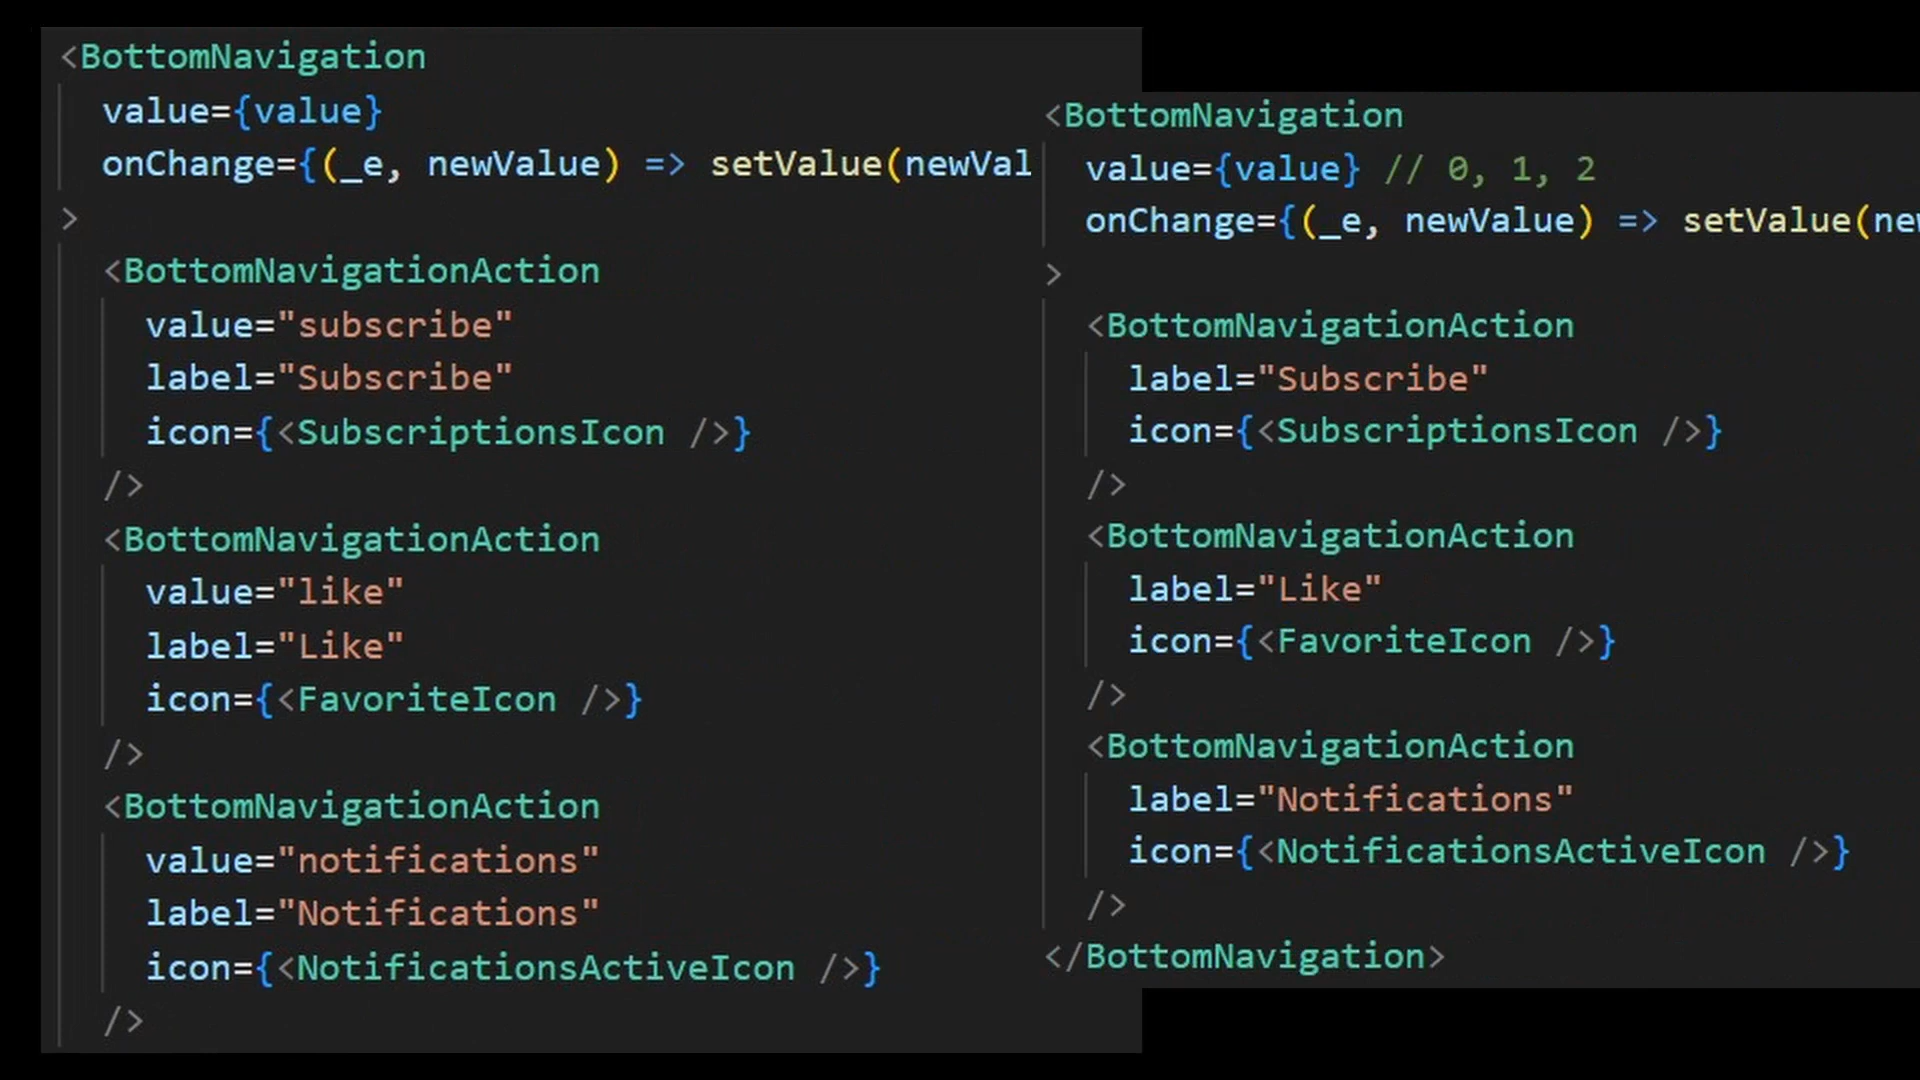 <BottomNavigation
value={value}
onChange={(_e, newValue) => setValue(newVal
>
<BottomNavigationAction
value="subscribe"
label="Subscribe"
icon={<SubscriptionsIcon />}
/>
<BottomNavigationAction
value="like"
label="Like"
icon={<FavoriteIcon />}
/>
<BottomNavigationAction
value="notifications"
label="Notifications"
icon={<NotificationsActiveIcon />}
/>
<BottomNavigation
value={value} // 0, 1, 2
onChange={(_e, newValue) => setValue(new
>
<BottomNavigationAction
label="Subscribe"
icon={<SubscriptionsIcon />}
/>
<BottomNavigationAction
label="Like"
icon={<FavoriteIcon />}
/>
<BottomNavigationAction
label="Notifications"
icon={<NotificationsActiveIcon />}
/>
</BottomNavigation>